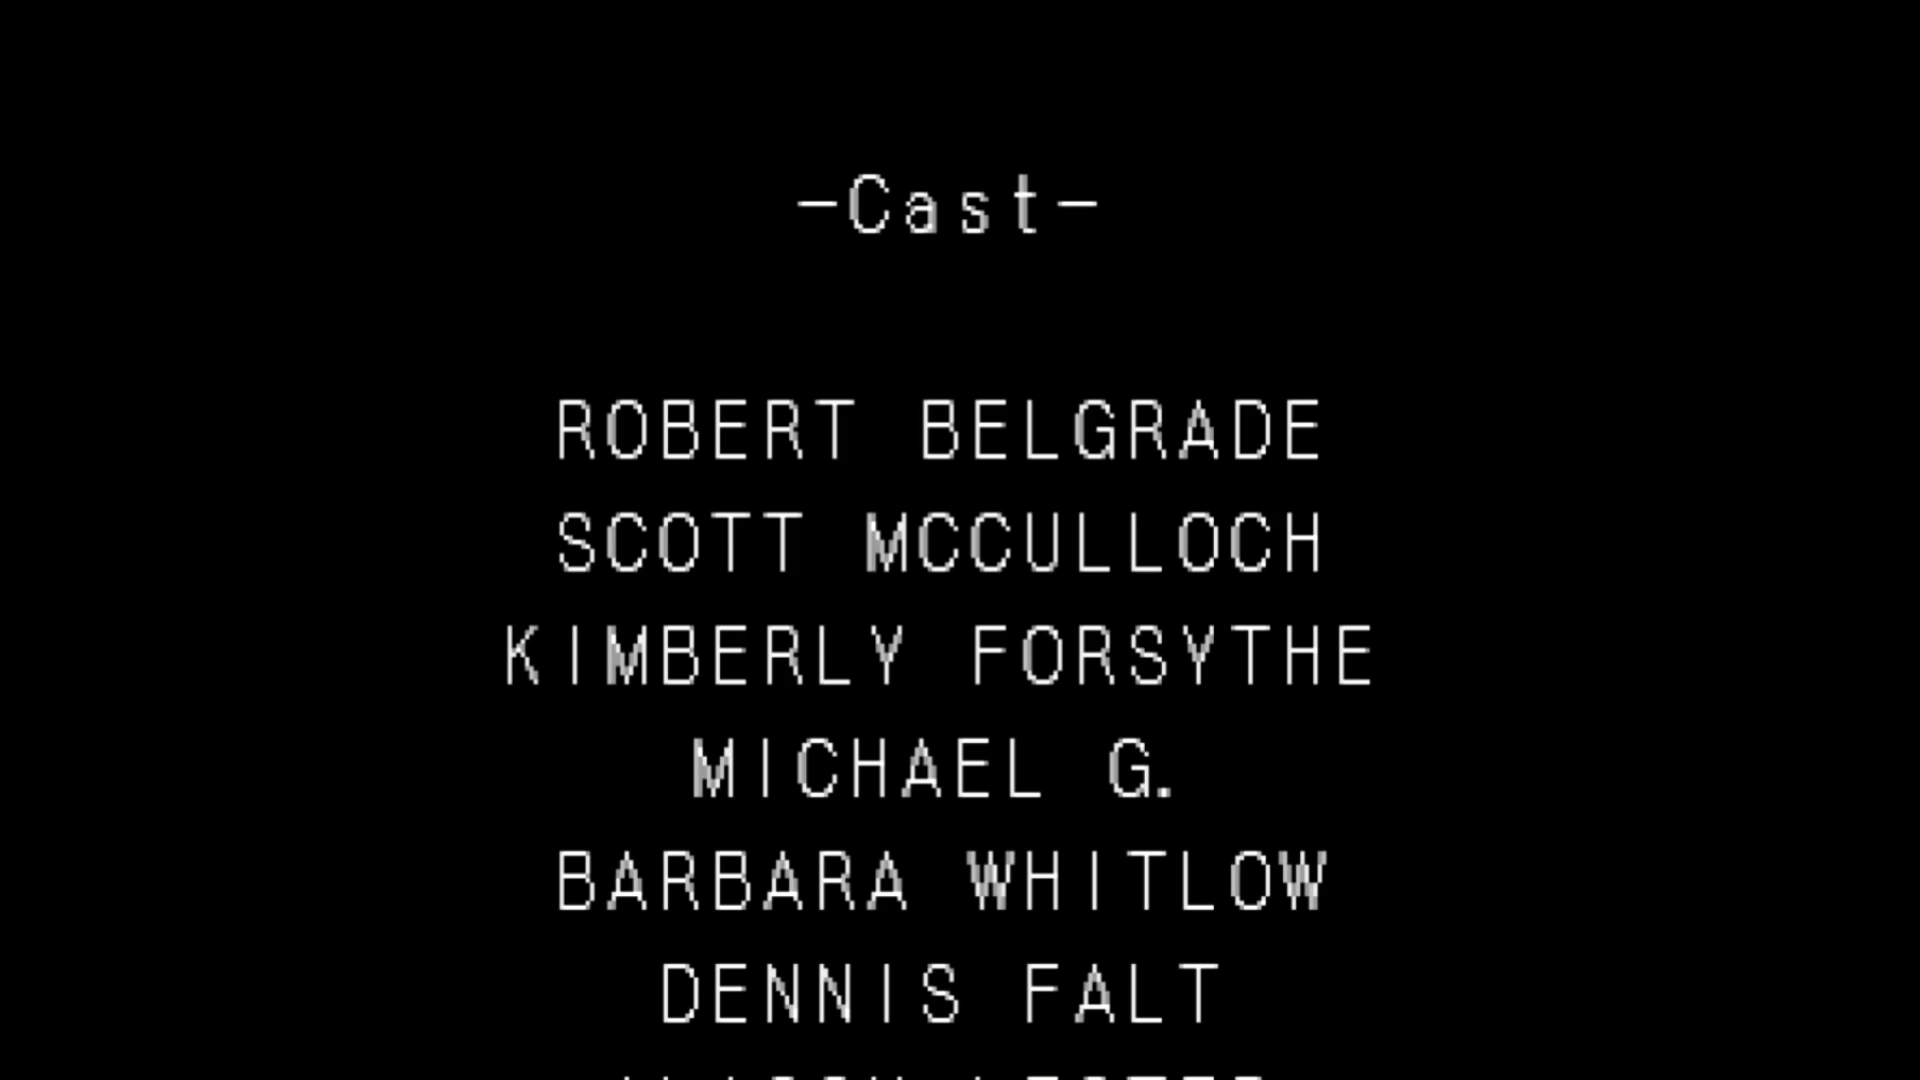 -Cast-
ROBERT BELGRADE
SCOTT MCCULLOCH
KIMBERLY FORSYTHE
MICHAEL G.
BARBARA WHITLOW
DENNIS FALT